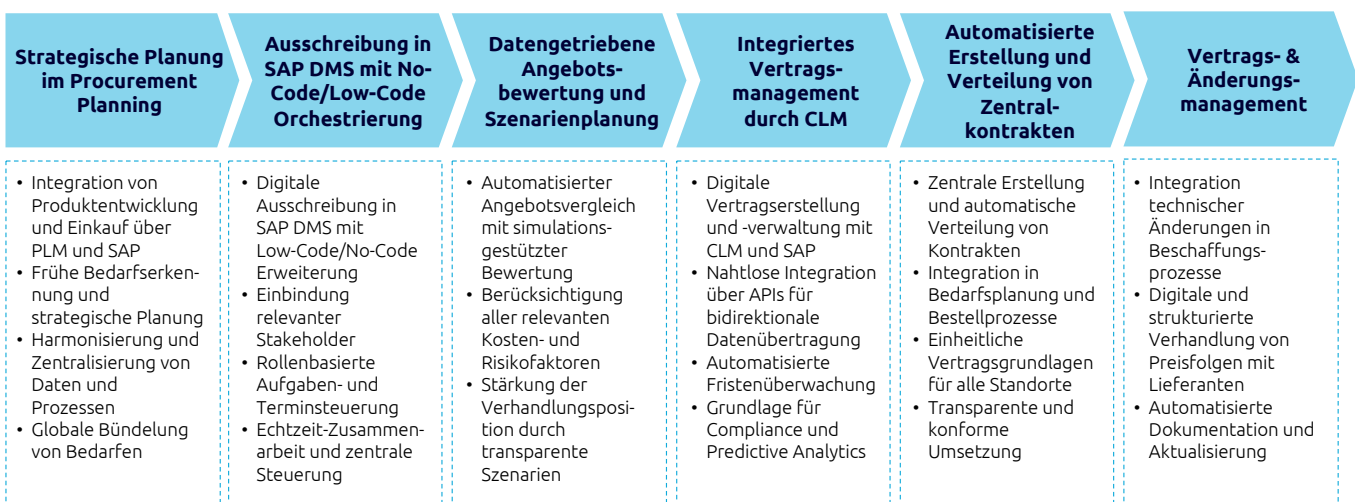 Strategische Planung
im Procurement
Planning
Ausschreibung in
SAP DMS mit No-
Code/Low-Code
Orchestrierung
Datengetriebene
Angebots-
bewertung und
Szenarienplanung
Integriertes
Vertrags-
management
durch CLM
Automatisierte
Erstellung und
Verteilung von
Zentral-
kontrakten
Vertrags- &
Änderungs-
management
• Integration von
Produktentwicklung
und Einkauf über
PLM und SAP
• Frühe Bedarfserken-
nung und
strategische Planung
• Harmonisierung und
Zentralisierung von
Daten und
Prozessen
• Globale Bündelung
von Bedarfen
• Digitale
Ausschreibung in
SAP DMS mit
Low-Code/No-Code
Erweiterung
• Einbindung
relevanter
Stakeholder
• Rollenbasierte
Aufgaben- und
Terminsteuerung
• Echtzeit-Zusammen-
arbeit und zentrale
Steuerung
• Automatisierter
Angebotsvergleich
mit simulations-
gestützter
Bewertung
• Berücksichtigung
aller relevanten
Kosten- und
Risikofaktoren
• Stärkung der
Verhandlungsposi-
tion durch
transparente
Szenarien
• Digitale
Vertragserstellung
und -verwaltung mit
CLM und SAP
• Nahtlose Integration
über APIs für
bidirektionale
Datenübertragung
• Automatisierte
Fristenüberwachung
• Grundlage für
Compliance und
Predictive Analytics
• Zentrale Erstellung
und automatische
Verteilung von
Kontrakten
• Integration in
Bedarfsplanung und
Bestellprozesse
• Einheitliche
Vertragsgrundlagen
für alle Standorte
• Transparente und
konforme
Umsetzung
• Integration
technischer
Änderungen in
Beschaffungs-
prozesse
• Digitale und
strukturierte
Verhandlung von
Preisfolgen mit
Lieferanten
• Automatisierte
Dokumentation und
Aktualisierung